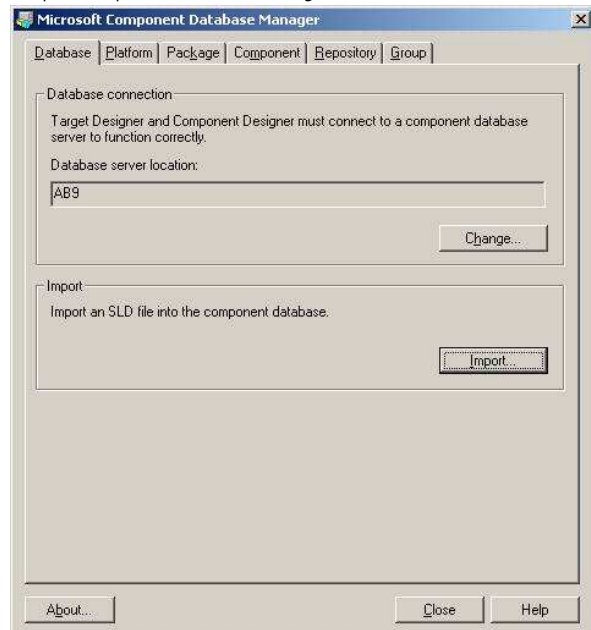 Microsoft Component Database Manager
Database Platform Package Component Repository Group
Database connection
Target Designer and Component Designer must connect to a component database
server to function correctly.
Database server location:
AB9
Change...
Import
Import an SLD file into the component database.
Import...
About... Close Help